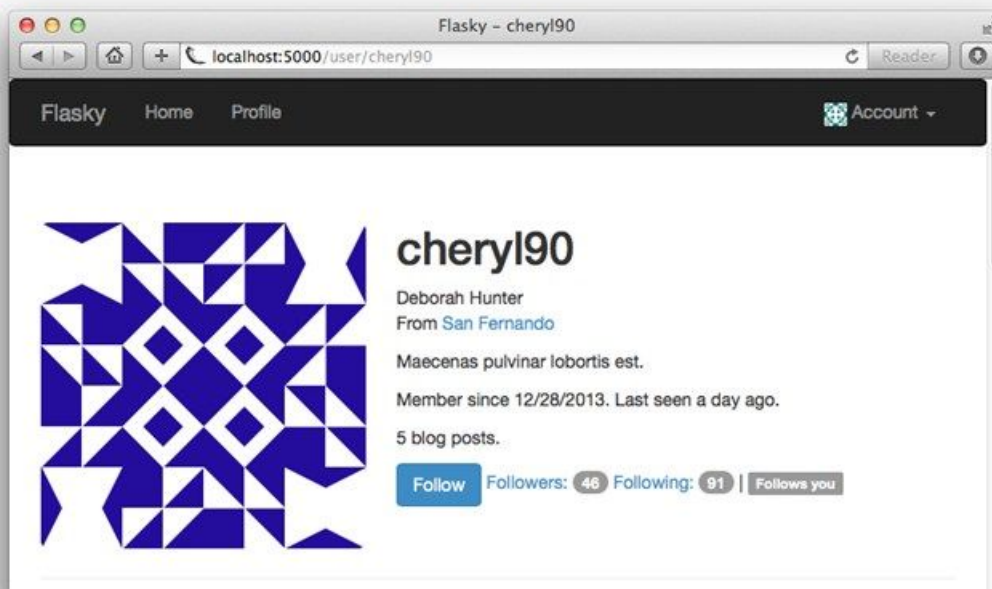 Flasky – cheryl90
+ localhost:5000/user/cheryl90 Reader
Flasky Home Profile Account
cheryl90
Deborah Hunter
From San Fernando
Maecenas pulvinar lobortis est.
Member since 12/28/2013. Last seen a day ago.
5 blog posts.
Follow Followers: 46 Following: 91 | Follows you